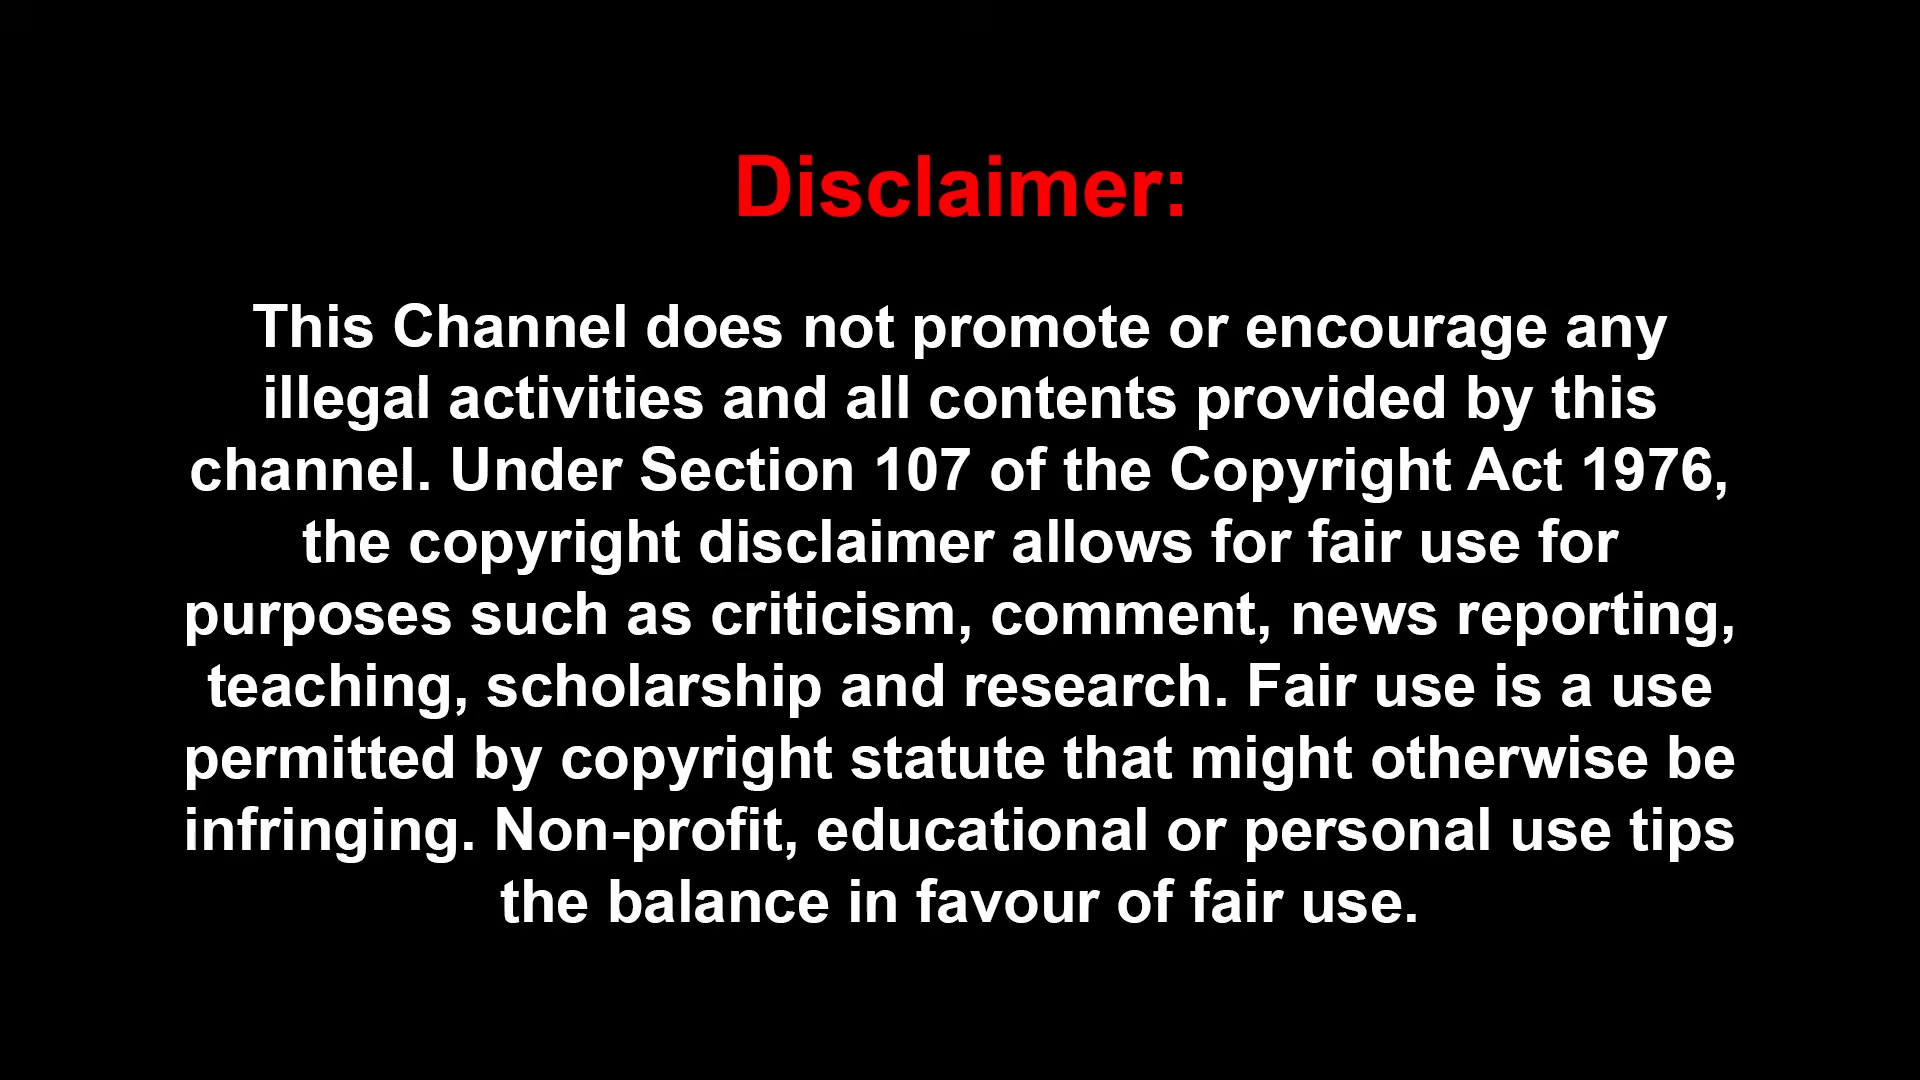 Disclaimer:
This Channel does not promote or encourage any
illegal activities and all contents provided by this
channel. Under Section 107 of the Copyright Act 1976,
the copyright disclaimer allows for fair use for
purposes such as criticism, comment, news reporting,
teaching, scholarship and research. Fair use is a use
permitted by copyright statute that might otherwise be
infringing. Non-profit, educational or personal use tips
the balance in favour of fair use.